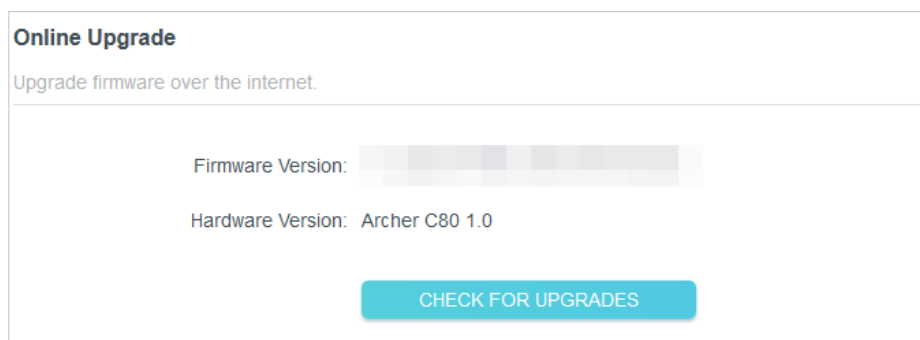 Online Upgrade
Upgrade firmware over the internet.
Firmware Version:
Hardware Version: Archer C80 1.0
CHECK FOR UPGRADES